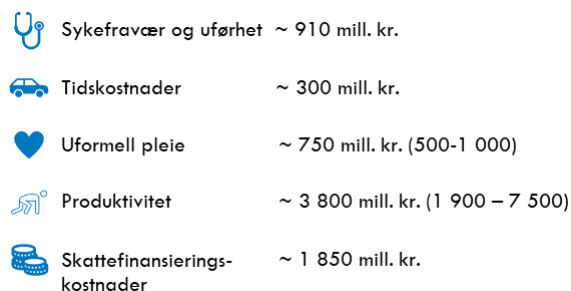 Sykefravær og uførhet ~ 910 mill. kr.
Tidskostnader ~ 300 mill. kr.
Uformell pleie ~ 750 mill. kr. (500-1 000)
Produktivitet ~ 3 800 mill. kr. (1 900 – 7 500)
Skattefinansierings- ~ 1 850 mill. kr.
kostnader